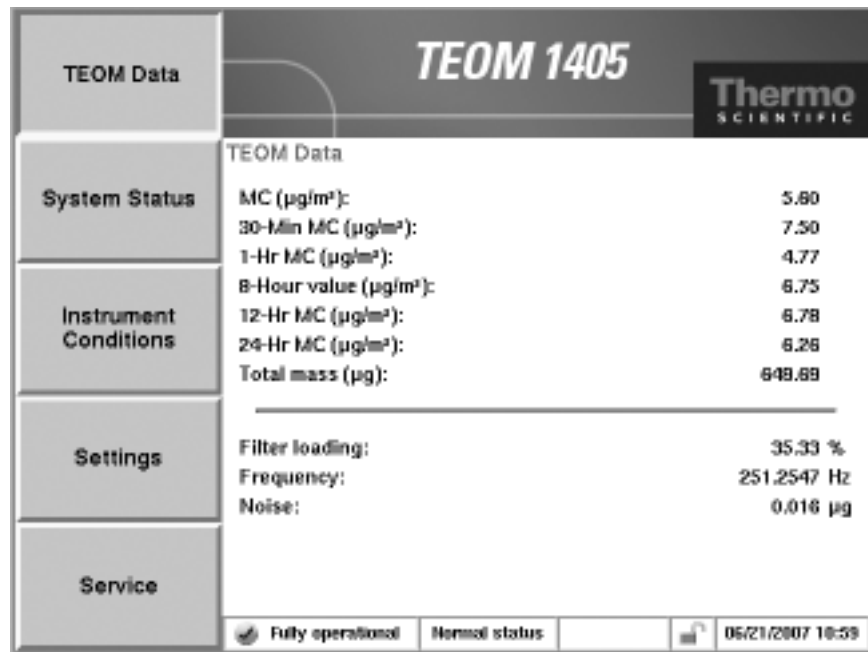 TEOM Data
TEOM 1405
Thermo
SCIENTIFIC
System Status
Instrument
Conditions
Settings
Service
TEOM Data
MC (µg/m³): 5.60
30-Min MC (µg/m³): 7.50
1-Hr MC (µg/m³): 4.77
8-Hour value (µg/m³): 6.75
12-Hr MC (µg/m³): 6.78
24-Hr MC (µg/m³): 6.26
Total mass (µg): 649.69
Filter loading: 35.33 %
Frequency: 251.2547 Hz
Noise: 0.016 µg
Fully operational
Normal status
06/21/2007 10:59